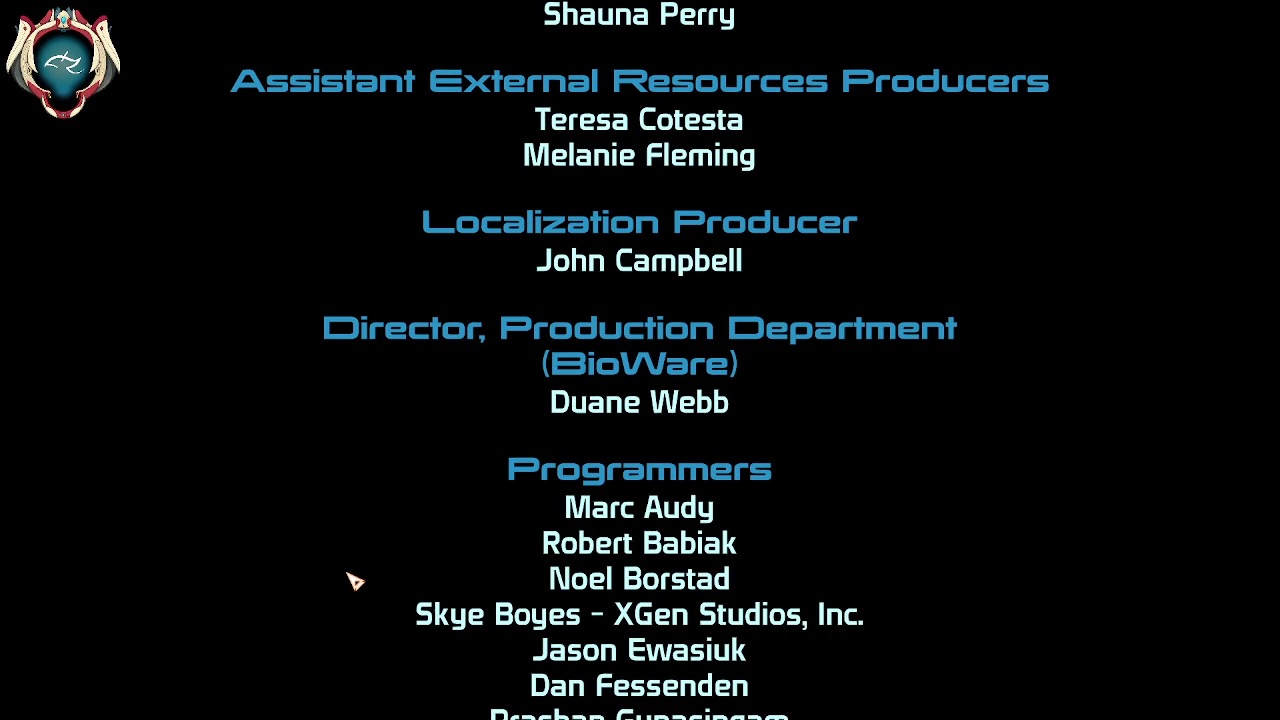 Shauna Perry
Assistant External Resources Producers
Teresa Cotesta
Melanie Fleming
Localization Producer
John Campbell
Director, Production Department
(BioWare)
Duane Webb
Programmers
Marc Audy
Robert Babiak
Noel Borstad
Skye Boyes - XGen Studios, Inc.
Jason Ewasiuk
Dan Fessenden